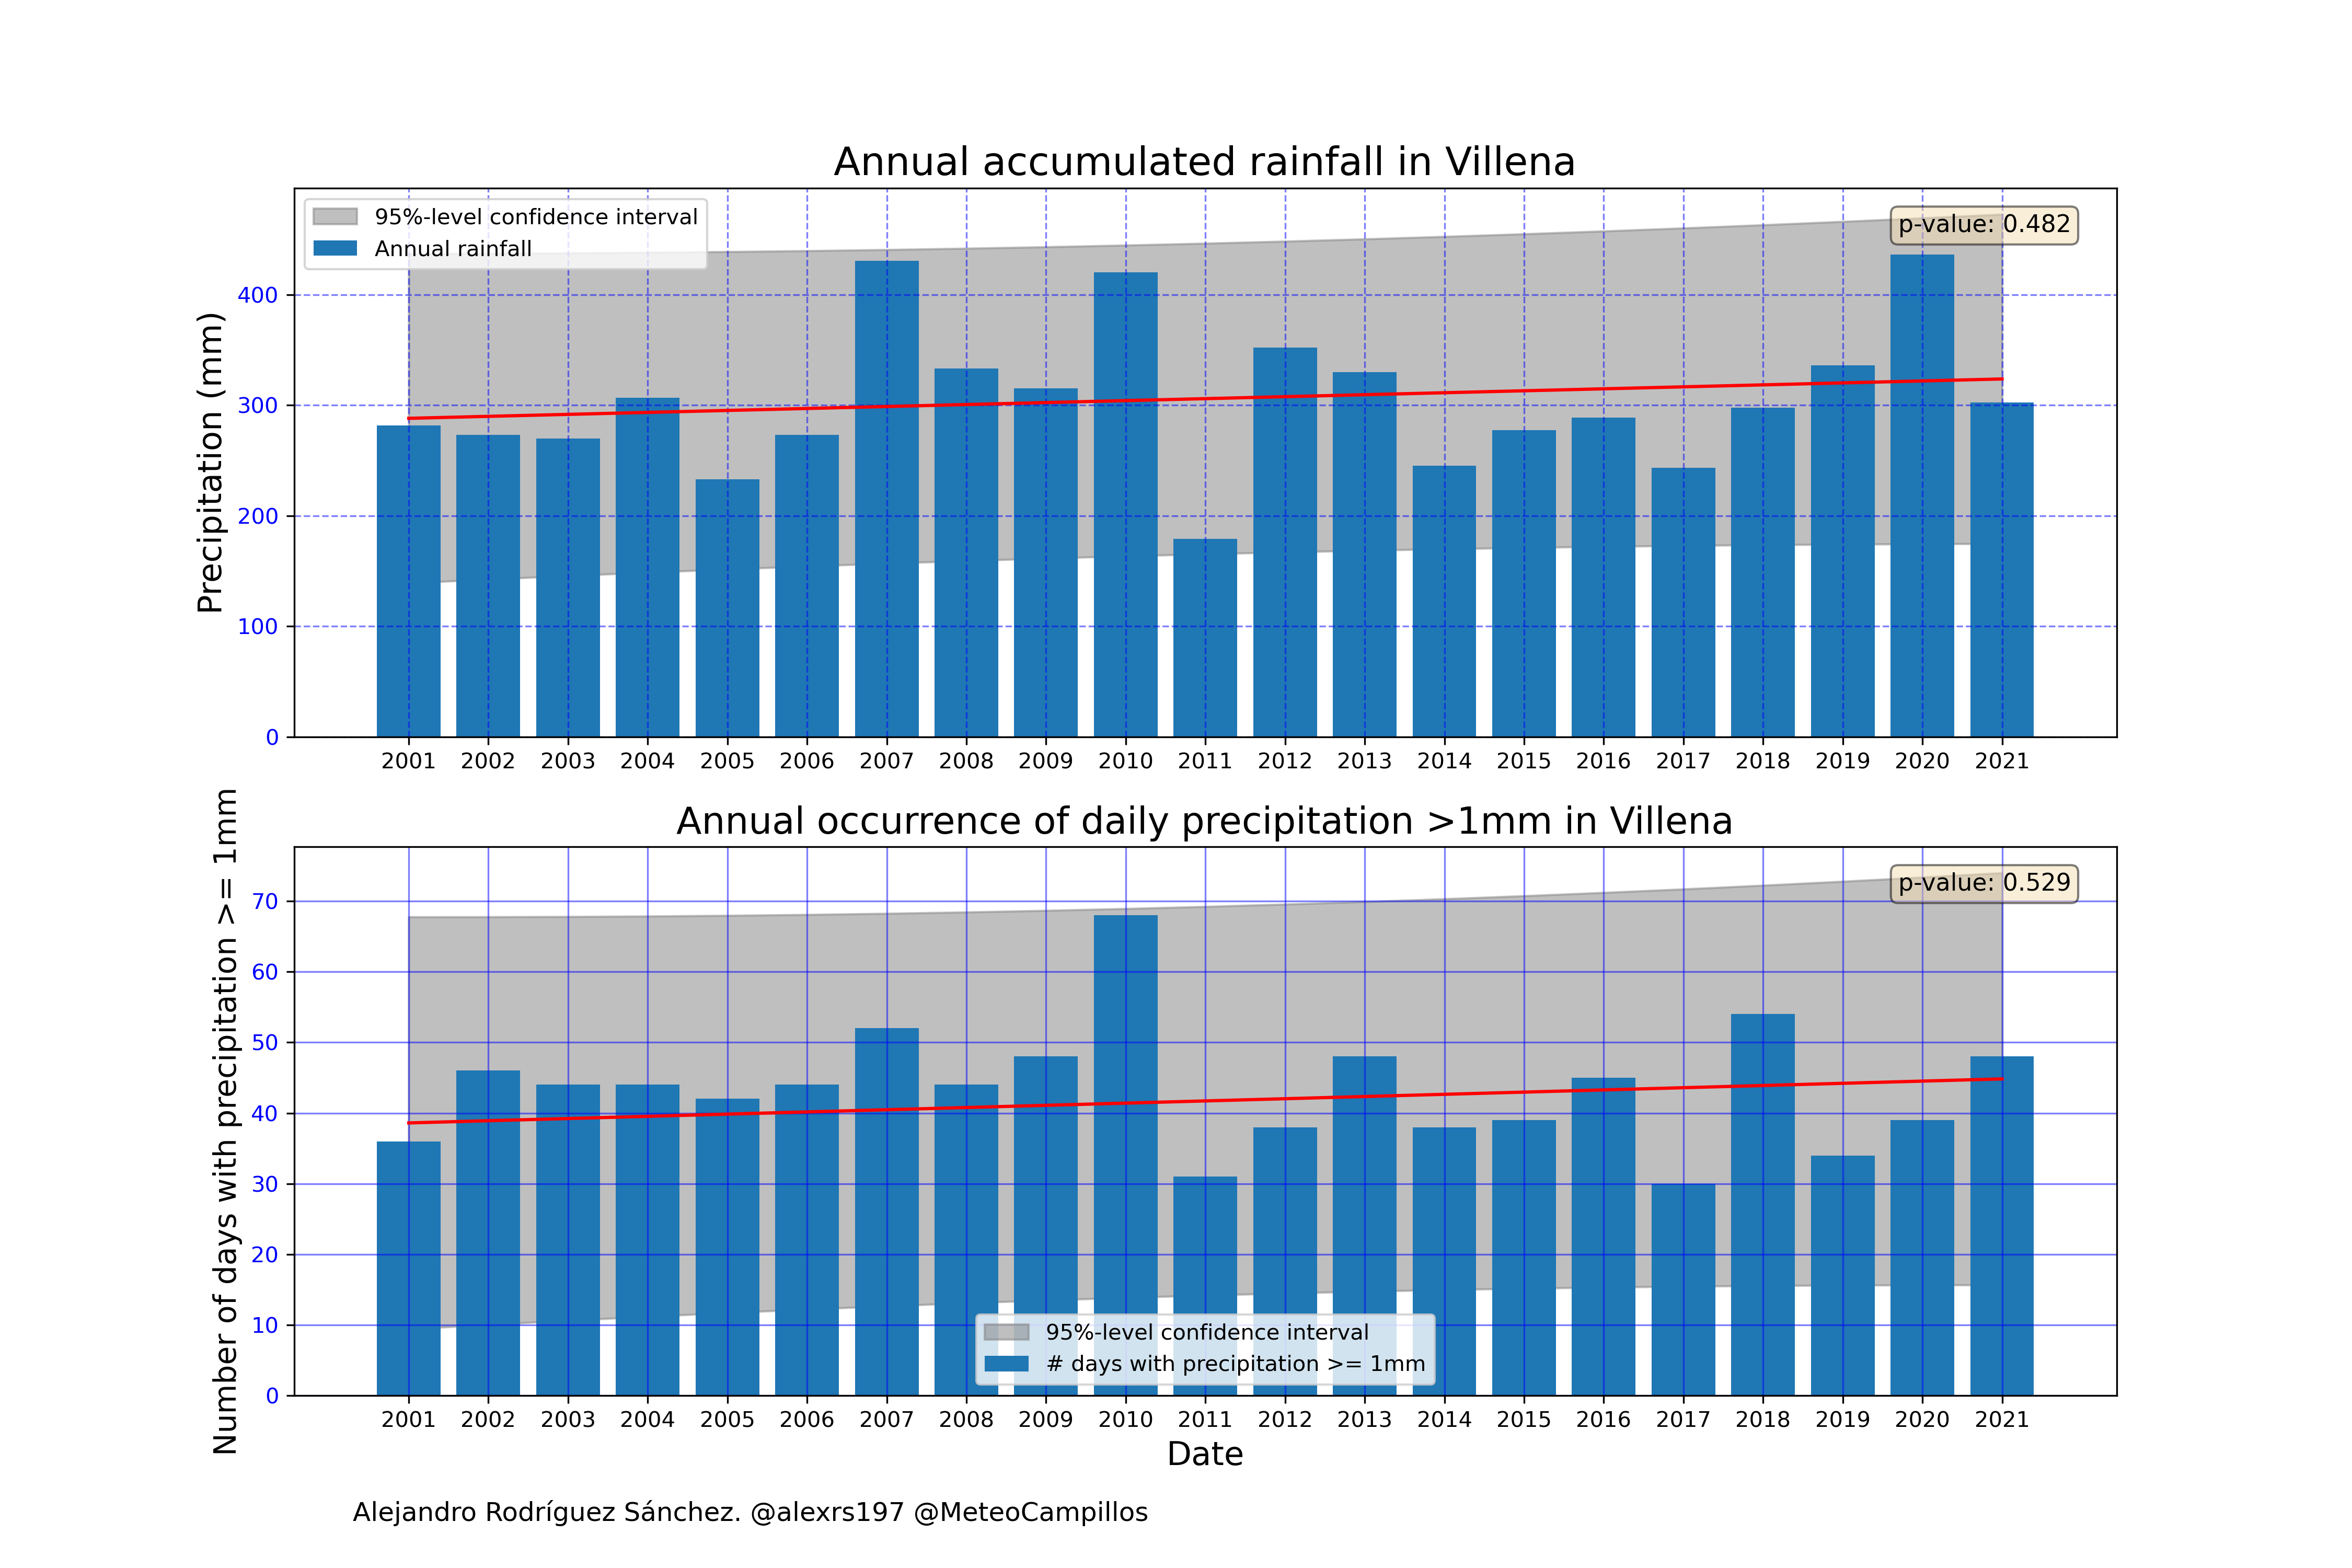 Annual accumulated rainfall in Villena
95%-level confidence interval
Annual rainfall
p-value: 0.482
Precipitation (mm)
400
300
200
100
0
2001 2002 2003 2004 2005 2006 2007 2008 2009 2010 2011 2012 2013 2014 2015 2016 2017 2018 2019 2020 2021
Annual occurrence of daily precipitation >1mm in Villena
p-value: 0.529
Number of days with precipitation >= 1mm
70
60
50
40
30
20
10
0
95%-level confidence interval
# days with precipitation >= 1mm
2001 2002 2003 2004 2005 2006 2007 2008 2009 2010 2011 2012 2013 2014 2015 2016 2017 2018 2019 2020 2021
Date
Alejandro Rodríguez Sánchez. @alexrs197 @MeteoCampillos